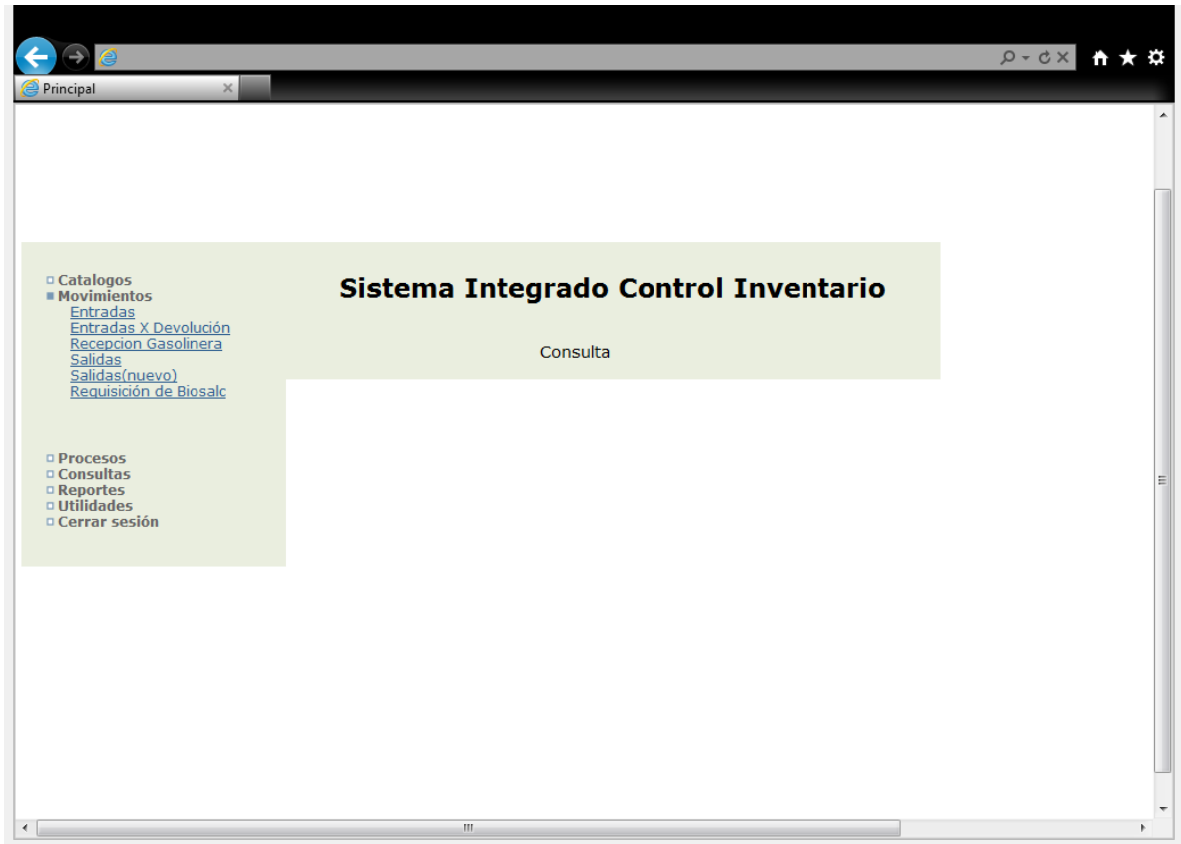 Principal
Catalogos
Movimientos
Entradas
Entradas X Devolución
Recepcion Gasolinera
Salidas
Salidas(nuevo)
Requisición de Biosalc
Procesos
Consultas
Reportes
Utilidades
Cerrar sesión
Sistema Integrado Control Inventario
Consulta